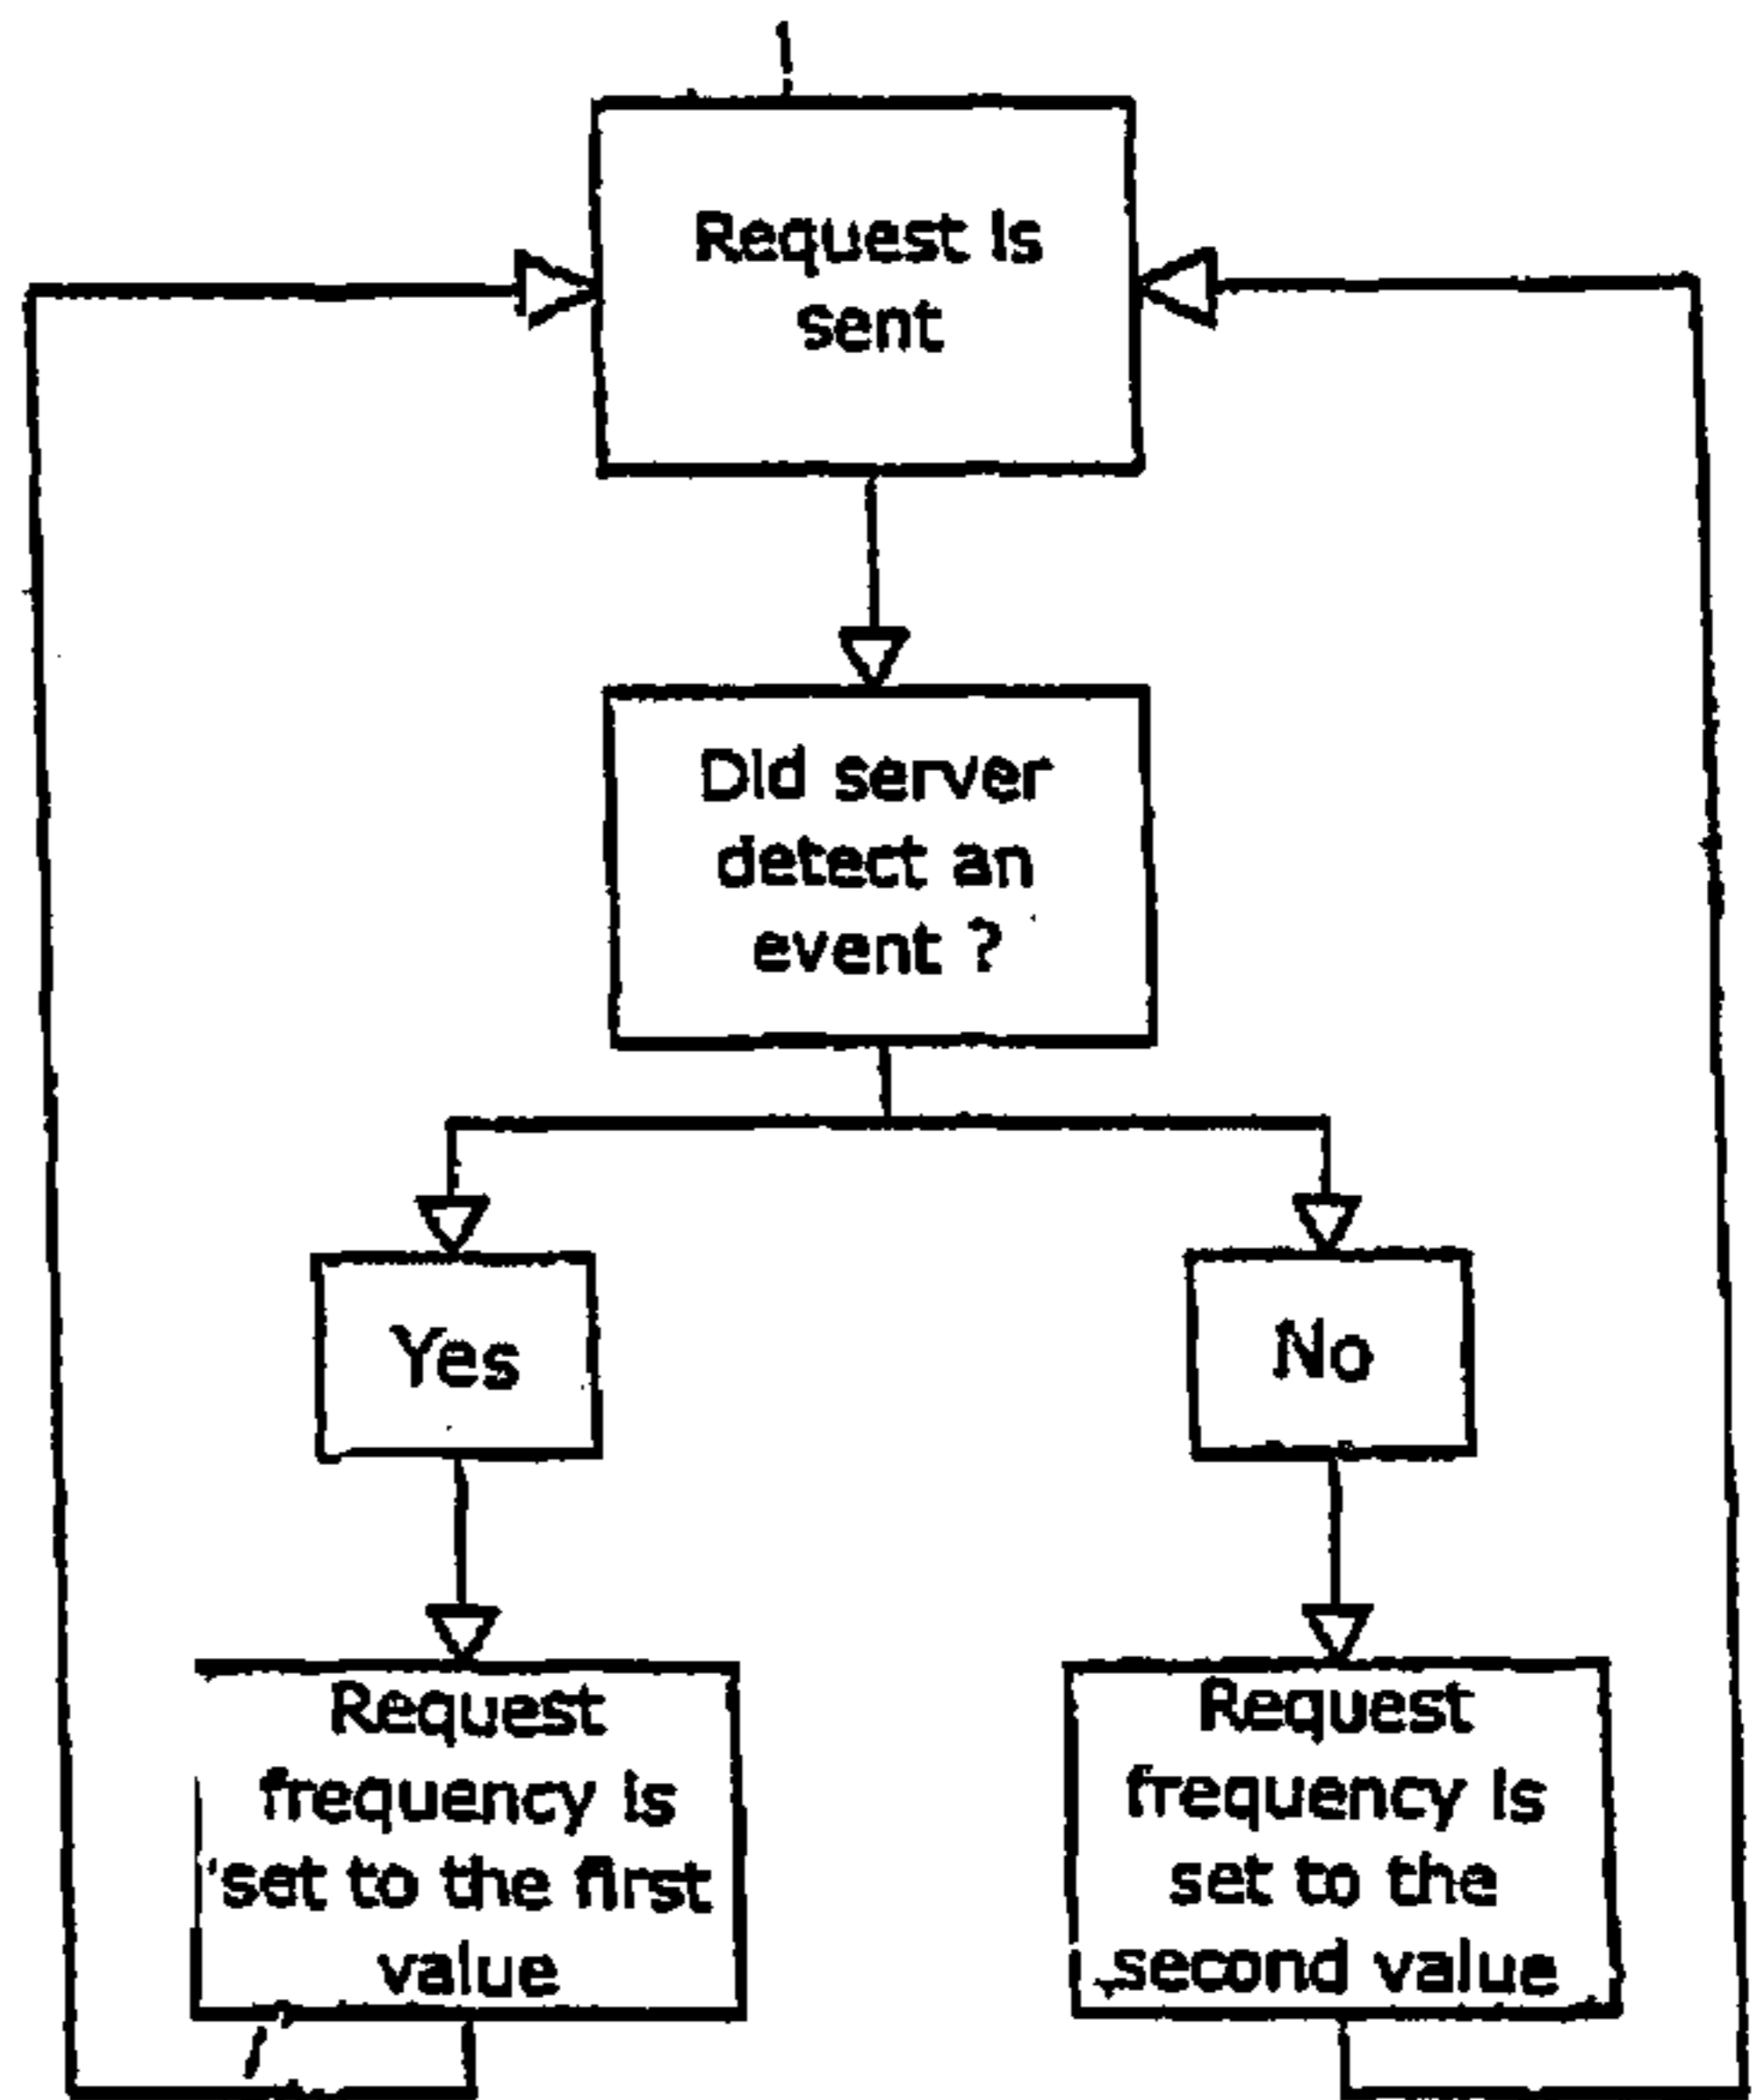 Request is
sent
Did server
detect an
event ?
Yes
No
Request
frequency is
set to the first
value
Request
frequency is
set to the
second value